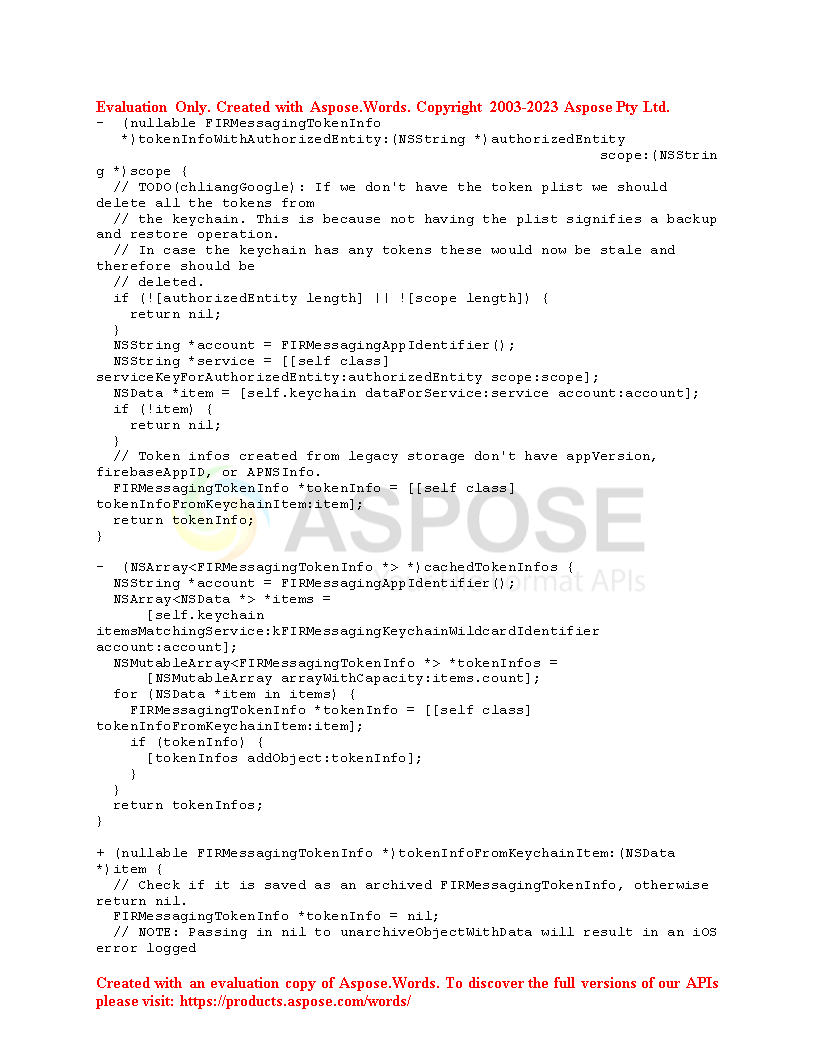 Evaluation Only. Created with Aspose.Words. Copyright 2003-2023 Aspose Pty Ltd.
- (nullable FIRMessagingTokenInfo
*)tokenInfoWithAuthorizedEntity:(NSString *)authorizedEntity
scope:(NSStrin
g *)scope {
// TODO(chliangGoogle): If we don't have the token plist we should
delete all the tokens from
// the keychain. This is because not having the plist signifies a backup
and restore operation.
// In case the keychain has any tokens these would now be stale and
therefore should be
// deleted.
if (![authorizedEntity length] || ![scope length]) {
return nil;
}
NSString *account = FIRMessagingAppIdentifier();
NSString *service = [[self class]
serviceKeyForAuthorizedEntity:authorizedEntity scope:scope];
NSData *item = [self.keychain dataForService:service account:account];
if (!item) {
return nil;
}
// Token infos created from legacy storage don't have appVersion,
firebaseAppID, or APNSInfo.
FIRMessagingTokenInfo *tokenInfo = [[self class]
tokenInfoFromKeychainItem:item];
return tokenInfo;
}
ASPOSE
- (NSArray<FIRMessagingTokenInfo *> *)cachedTokenInfos {
Format APIs
NSString *account = FIRMessagingAppIdentifier();
NSArray<NSData *> *items =
[self.keychain
itemsMatchingService:kFIRMessagingKeychainWildcardIdentifier
account:account];
NSMutableArray<FIRMessagingTokenInfo *> *tokenInfos =
[NSMutableArray arrayWithCapacity:items.count];
for (NSData *item in items) {
FIRMessagingTokenInfo *tokenInfo = [[self class]
tokenInfoFromKeychainItem:item];
if (tokenInfo) {
[tokenInfos addObject:tokenInfo];
}
}
return tokenInfos;
}
+ (nullable FIRMessagingTokenInfo *)tokenInfoFromKeychainItem:(NSData
*)item {
// Check if it is saved as an archived FIRMessagingTokenInfo, otherwise
return nil.
FIRMessagingTokenInfo *tokenInfo = nil;
// NOTE: Passing in nil to unarchiveObjectWithData will result in an iOS
error logged
Created with an evaluation copy of Aspose.Words. To discover the full versions of our APIs
please visit: https://products.aspose.com/words/